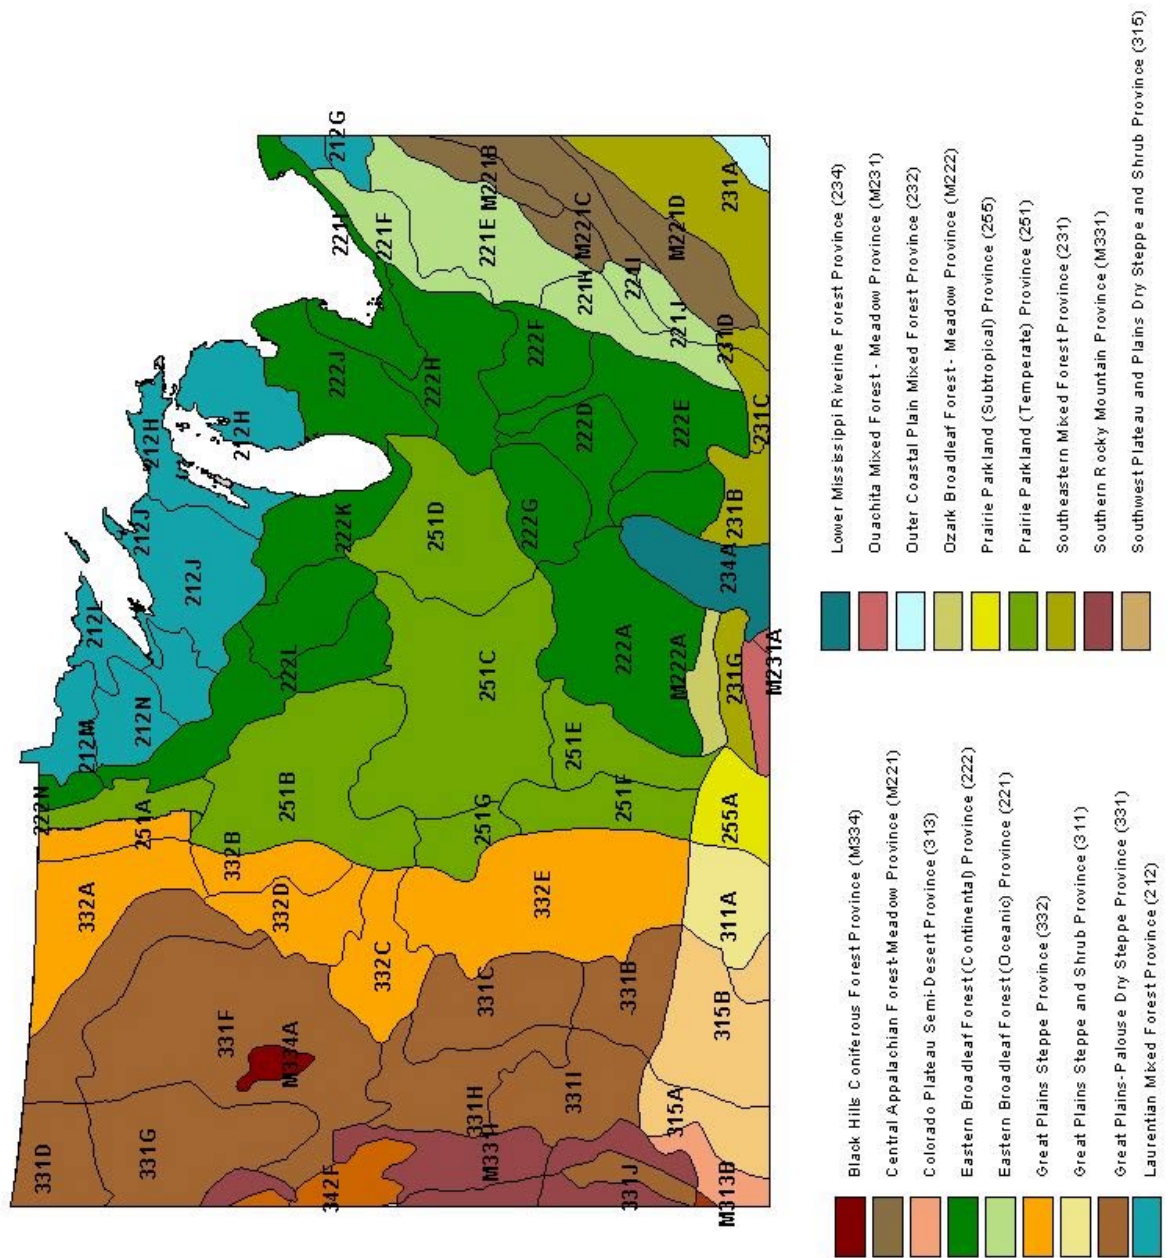 222N
212M
212L
212N
212J
212J
212H
212H
212G
331D
332A
251A
331G
331F
M334A
332B
332D
251B
222L
222K
222J
221F
342F
332C
251C
251D
222H
221E
M221B
331H
331C
251G
222G
222F
M221C
331I
332E
251E
222D
221H
221I
331J
331B
251F
222A
222E
221J
M221D
M222A
M313B
315A
315B
311A
255A
231G
M231A
234A
231B
231C
231D
231A
Black Hills Coniferous Forest Province (M334)
Central Appalachian Forest-Meadow Province (M221)
Colorado Plateau Semi-Desert Province (313)
Eastern Broadleaf Forest (Continental) Province (222)
Eastern Broadleaf Forest (Oceanic) Province (221)
Great Plains Steppe Province (332)
Great Plains Steppe and Shrub Province (311)
Great Plains-Palouse Dry Steppe Province (331)
Laurentian Mixed Forest Province (212)
Lower Mississippi Riverine Forest Province (234)
Ouachita Mixed Forest - Meadow Province (M231)
Outer Coastal Plain Mixed Forest Province (232)
Ozark Broadleaf Forest - Meadow Province (M222)
Prairie Parkland (Subtropical) Province (255)
Prairie Parkland (Temperate) Province (251)
Southeastern Mixed Forest Province (231)
Southern Rocky Mountain Province (M331)
Southwest Plateau and Plains Dry Steppe and Shrub Province (315)